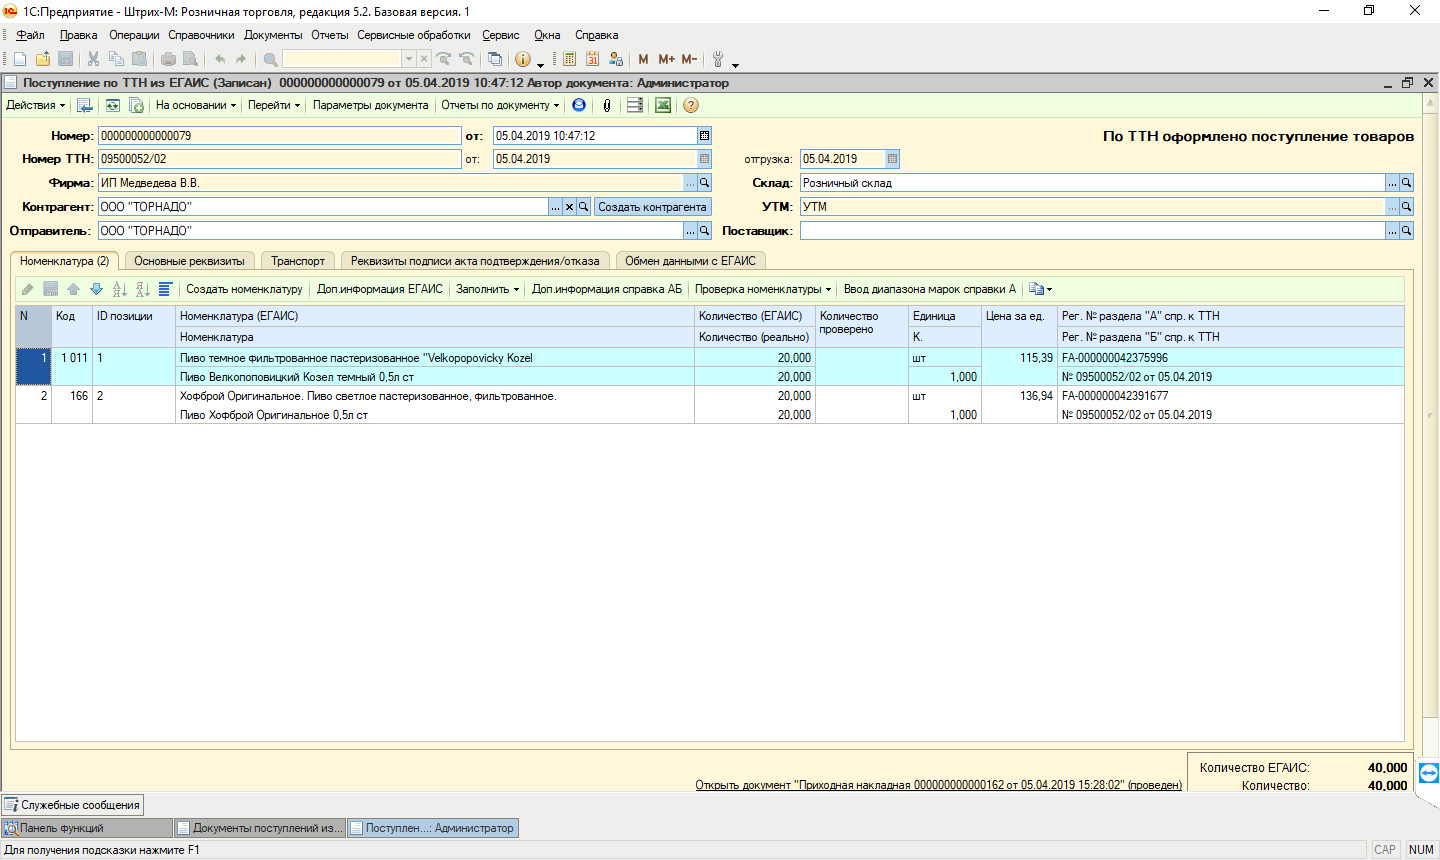 1С:Предприятие - Штрих-М: Розничная торговля, редакция 5.2. Базовая версия. 1
Файл Правка Операции Справочники Документы Отчеты Сервисные обработки Сервис Окна Справка
M M+ M-
Поступление по ТТН из ЕГАИС (Записан) 000000000000079 от 05.04.2019 10:47:12 Автор документа: Администратор
Действия На основании Перейти Параметры документа Отчеты по документу
Номер: 000000000000079 от: 05.04.2019 10:47:12 По ТТН оформлено поступление товаров
Номер ТТН: 09500052/02 от: 05.04.2019 отгрузка: 05.04.2019
Фирма: ИП Медведева В.В. ... Склад: Розничный склад ...
Контрагент: ООО "ТОРНАДО" ... Создать контрагента УТМ: УТМ ...
Отправитель: ООО "ТОРНАДО" ... Поставщик: ...
Номенклатура (2) Основные реквизиты Транспорт Реквизиты подписи акта подтверждения/отказа Обмен данными с ЕГАИС
Создать номенклатуру Доп.информация ЕГАИС Заполнить Доп.информация справка АБ Проверка номенклатуры Ввод диапазона марок справки А
N Код ID позиции Номенклатура (ЕГАИС) Количество (ЕГАИС) Количество проверено Единица Цена за ед. Рег. № раздела "А" спр. к ТТН
Номенклатура Количество (реально) К. Рег. № раздела "Б" спр. к ТТН
1 1 011 1 Пиво темное фильтрованное пастеризованное "Velkopopovicky Kozel 20,000 шт 115,39 FA-000000042375996
Пиво Велкопоповицкий Козел темный 0,5л ст 20,000 1,000 № 09500052/02 от 05.04.2019
2 166 2 Хофброй Оригинальное. Пиво светлое пастеризованное, фильтрованное. 20,000 шт 136,94 FA-000000042391677
Пиво Хофброй Оригинальное 0,5л ст 20,000 1,000 № 09500052/02 от 05.04.2019
Количество ЕГАИС: 40,000
Открыть документ "Приходная накладная 000000000000162 от 05.04.2019 15:28:02" (проведен) Количество: 40,000
Служебные сообщения
Панель функций Документы поступлений из... Поступлен...: Администратор
Для получения подсказки нажмите F1 CAP NUM